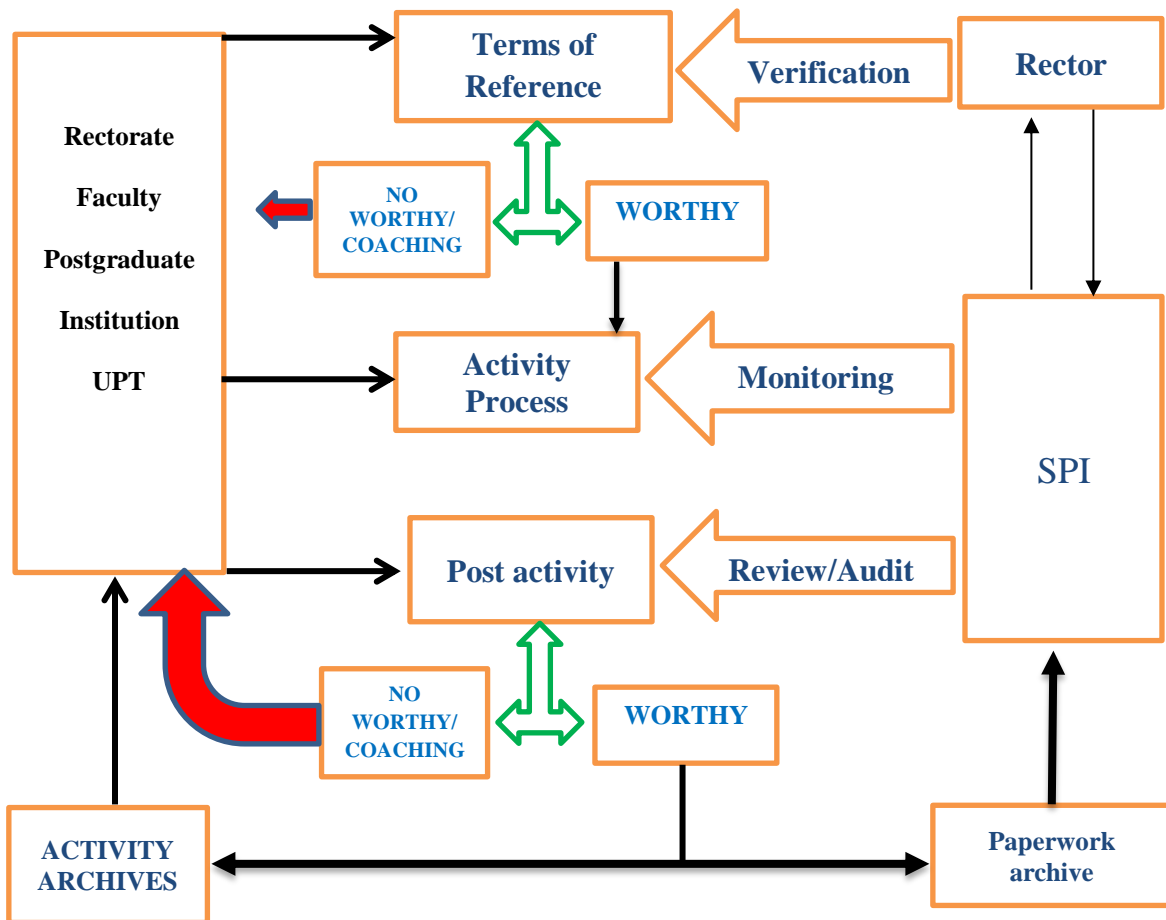 Terms of
Reference
Verification
Rector
Rectorate
Faculty
Postgraduate
Institution
UPT
NO
WORTHY/
COACHING
WORTHY
Activity
Process
Monitoring
SPI
Post activity
Review/Audit
NO
WORTHY/
COACHING
WORTHY
ACTIVITY
ARCHIVES
Paperwork
archive